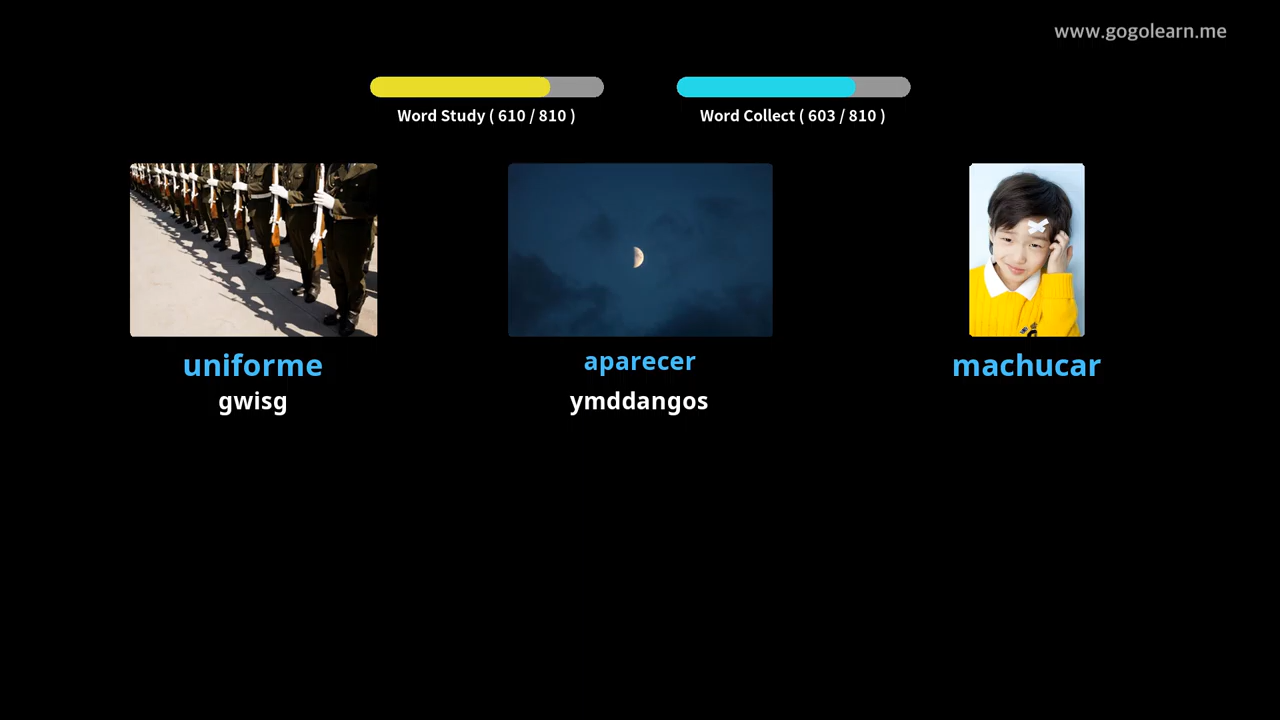 www.gogolearn.me
Word Study ( 610 / 810 )
Word Collect ( 603 / 810 )
uniforme
gwisg
aparecer
ymddangos
machucar